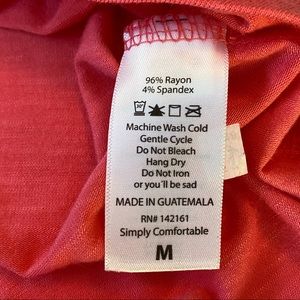 96% Rayon
4% Spandex
Machine Wash Cold
Gentle Cycle
Do Not Bleach
Hang Dry
Do Not Iron
or you'll be sad
MADE IN GUATEMALA
RN# 142161
Simply Comfortable
M